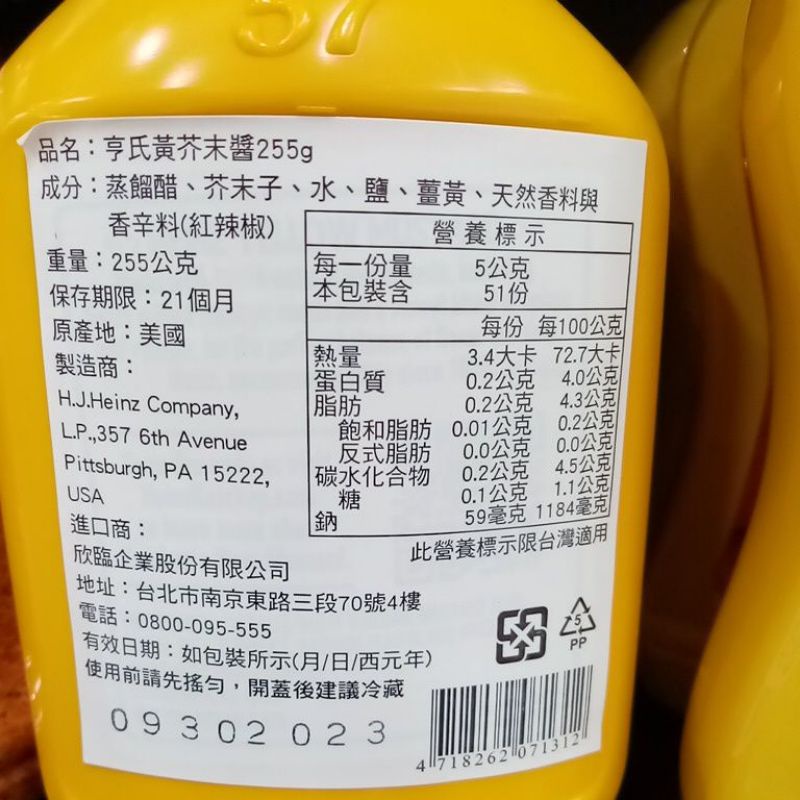 57
品名：亨氏黃芥末醬255g
成分：蒸餾醋、芥末子、水、鹽、薑黃、天然香料與
香辛料(紅辣椒)
重量：255公克
保存期限：21個月
原產地：美國
製造商：
H.J.Heinz Company,
L.P.,357 6th Avenue
Pittsburgh, PA 15222,
USA
進口商：
欣臨企業股份有限公司
地址：台北市南京東路三段70號4樓
電話：0800-095-555
有效日期：如包裝所示(月/日/西元年)
使用前請先搖勻，開蓋後建議冷藏
09302023
營養標示
每一份量 5公克
本包裝含 51份
每份 每100公克
熱量 3.4大卡 72.7大卡
蛋白質 0.2公克 4.0公克
脂肪 0.2公克 4.3公克
飽和脂肪 0.01公克 0.2公克
反式脂肪 0.0公克 0.0公克
碳水化合物 0.2公克 4.5公克
糖 0.1公克 1.1公克
鈉 59毫克 1184毫克
此營養標示限台灣適用
5
PP
4 718262 071312